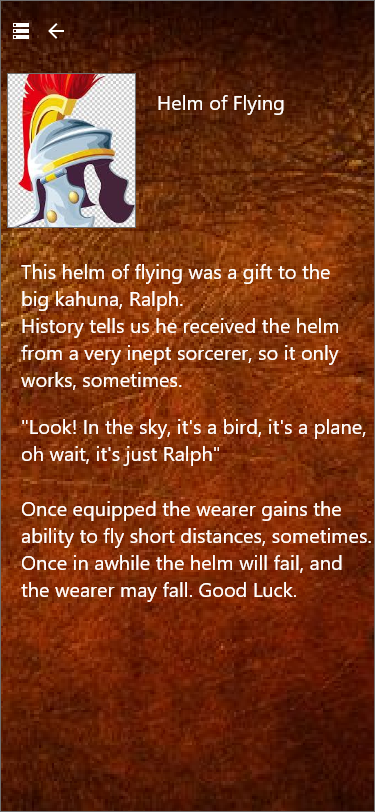 Helm of Flying
This helm of flying was a gift to the
big kahuna, Ralph.
History tells us he received the helm
from a very inept sorcerer, so it only
works, sometimes.
"Look! In the sky, it's a bird, it's a plane,
oh wait, it's just Ralph"
Once equipped the wearer gains the
ability to fly short distances, sometimes.
Once in awhile the helm will fail, and
the wearer may fall. Good Luck.